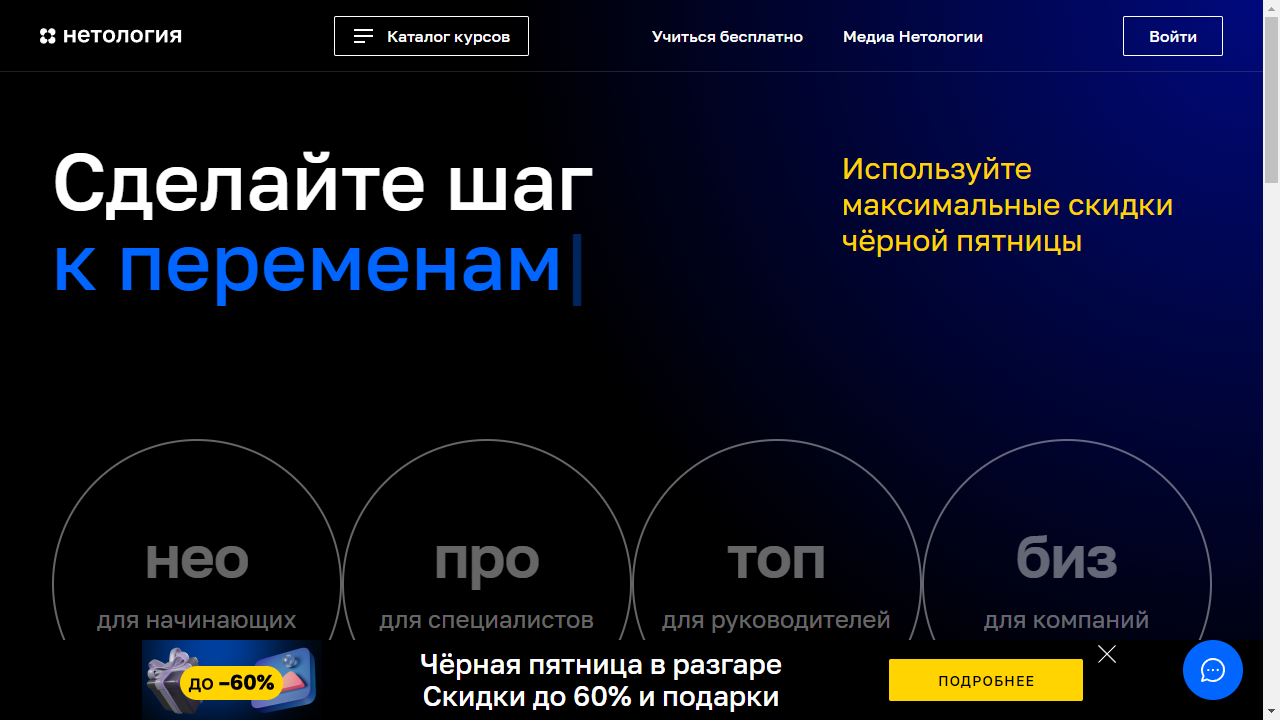 нетология
Каталог курсов
Учиться бесплатно
Медиа Нетологии
Войти
Сделайте шаг
к переменам
Используйте
максимальные скидки
чёрной пятницы
нео
для начинающих
про
для специалистов
топ
для руководителей
биз
для компаний
до –60%
Чёрная пятница в разгаре
Скидки до 60% и подарки
ПОДРОБНЕЕ